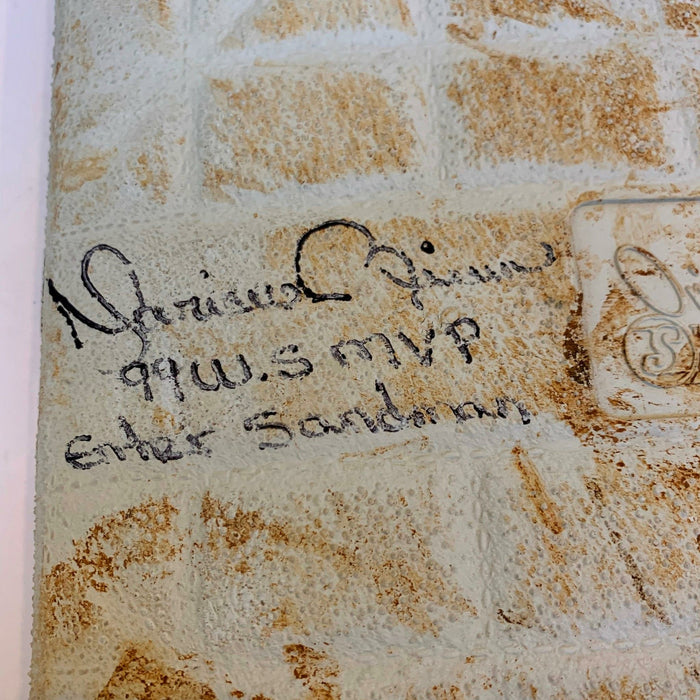 Mariano Rivera
99 W.S MVP
Enter Sandman